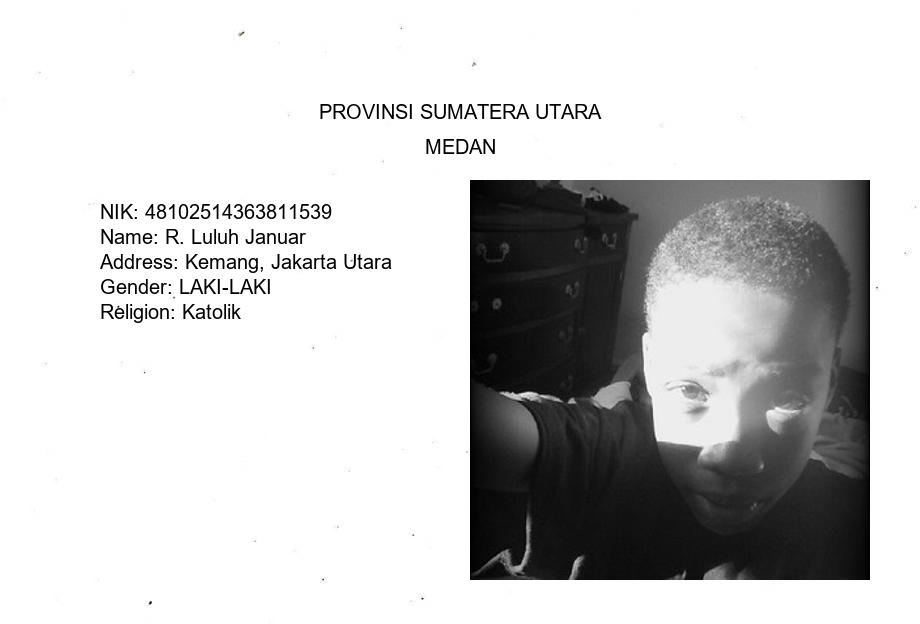 PROVINSI SUMATERA UTARA
MEDAN
NIK: 48102514363811539
Name: R. Luluh Januar
Address: Kemang, Jakarta Utara
Gender: LAKI-LAKI
Religion: Katolik